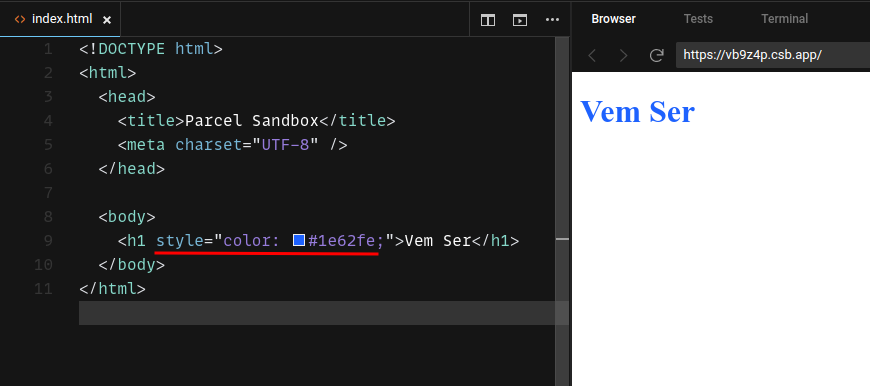 index.html
Browser Tests Terminal
https://vb9z4p.csb.app/
1 <!DOCTYPE html>
2 <html>
3 <head>
4 <title>Parcel Sandbox</title>
5 <meta charset="UTF-8" />
6 </head>
7
8 <body>
9 <h1 style="color: #1e62fe;">Vem Ser</h1>
10 </body>
11 </html>
Vem Ser